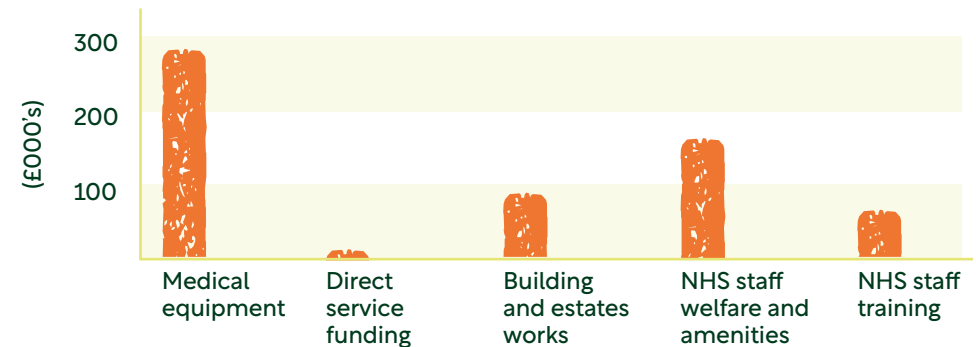 300
200
100
(£000's)
Medical
equipment
Direct
service
funding
Building
and estates
works
NHS staff
welfare and
amenities
NHS staff
training